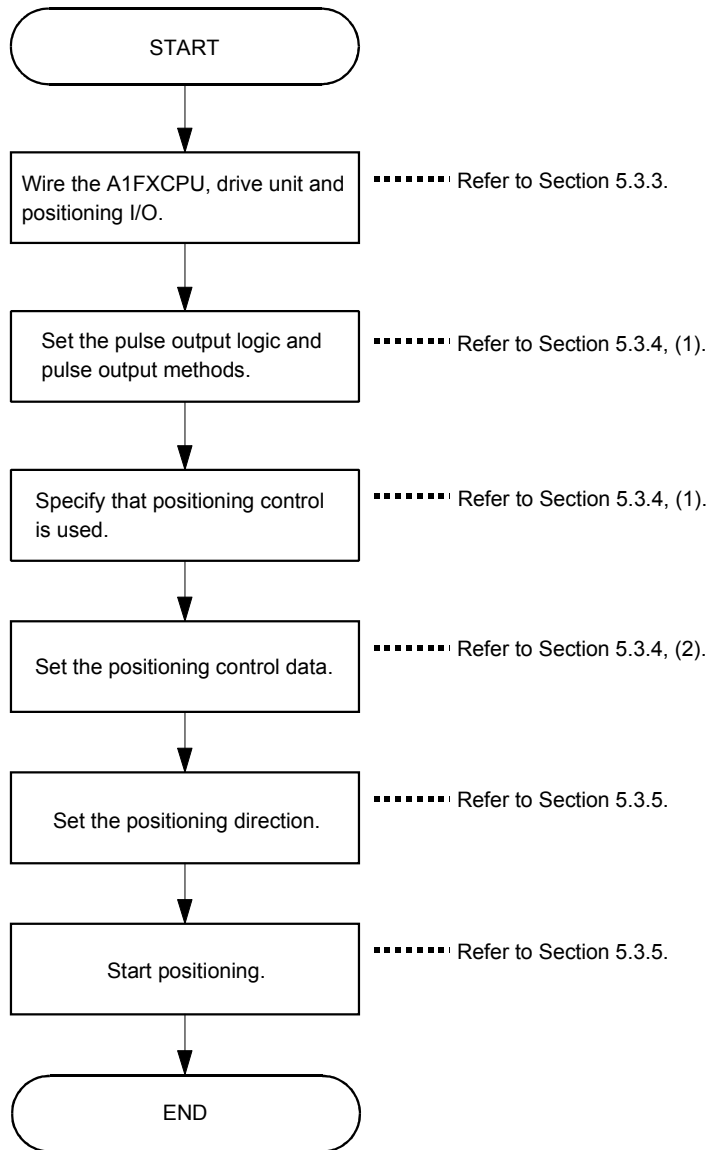 START
Wire the A1FXCPU, drive unit and
positioning I/O.
Refer to Section 5.3.3.
Set the pulse output logic and
pulse output methods.
Refer to Section 5.3.4, (1).
Specify that positioning control
is used.
Refer to Section 5.3.4, (1).
Set the positioning control data.
Refer to Section 5.3.4, (2).
Set the positioning direction.
Refer to Section 5.3.5.
Start positioning.
Refer to Section 5.3.5.
END